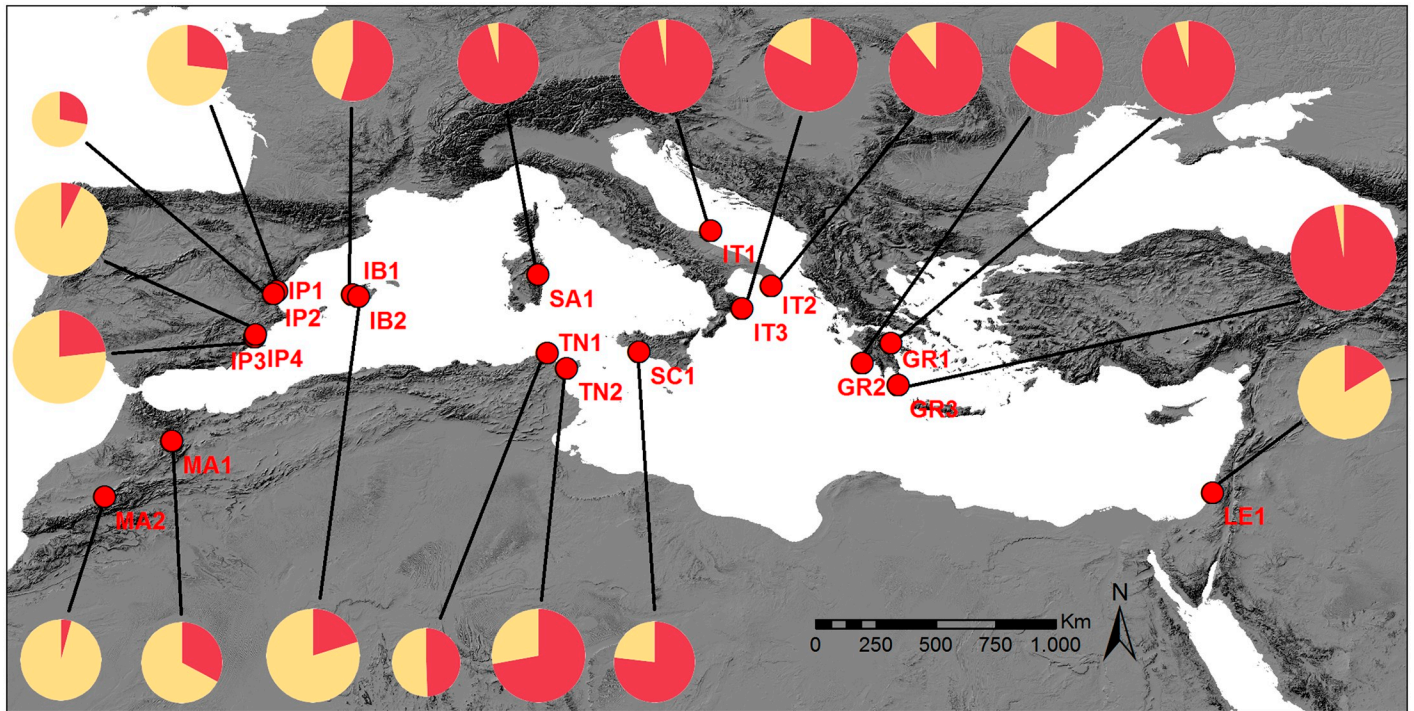 IT1
IB1
IP1
SA1
IT2
IP2
IB2
IT3
TN1
GR1
IP3
IP4
SC1
TN2
GR2
GR3
MA1
MA2
LE1
N
Km
0 250 500 750 1.000